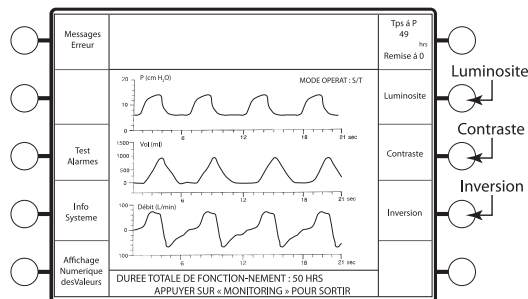 Messages
Erreur
Test
Alarmes
Info
Systeme
Affichage
Numerique
desValeurs
P (cm H₂O)
MODE OPERAT : S/T
20
10
0
6
12
21 sec
Vol (ml)
1500
1000
500
0
6
12
21 sec
Débit (L/min)
100
0
-100
6
12
21 sec
DUREE TOTALE DE FONCTION-NEMENT : 50 HRS
APPUYER SUR « MONITORING » POUR SORTIR
Tps á P
49
hrs
Remise á 0
Luminosite
Contraste
Inversion
Luminosite
Contraste
Inversion